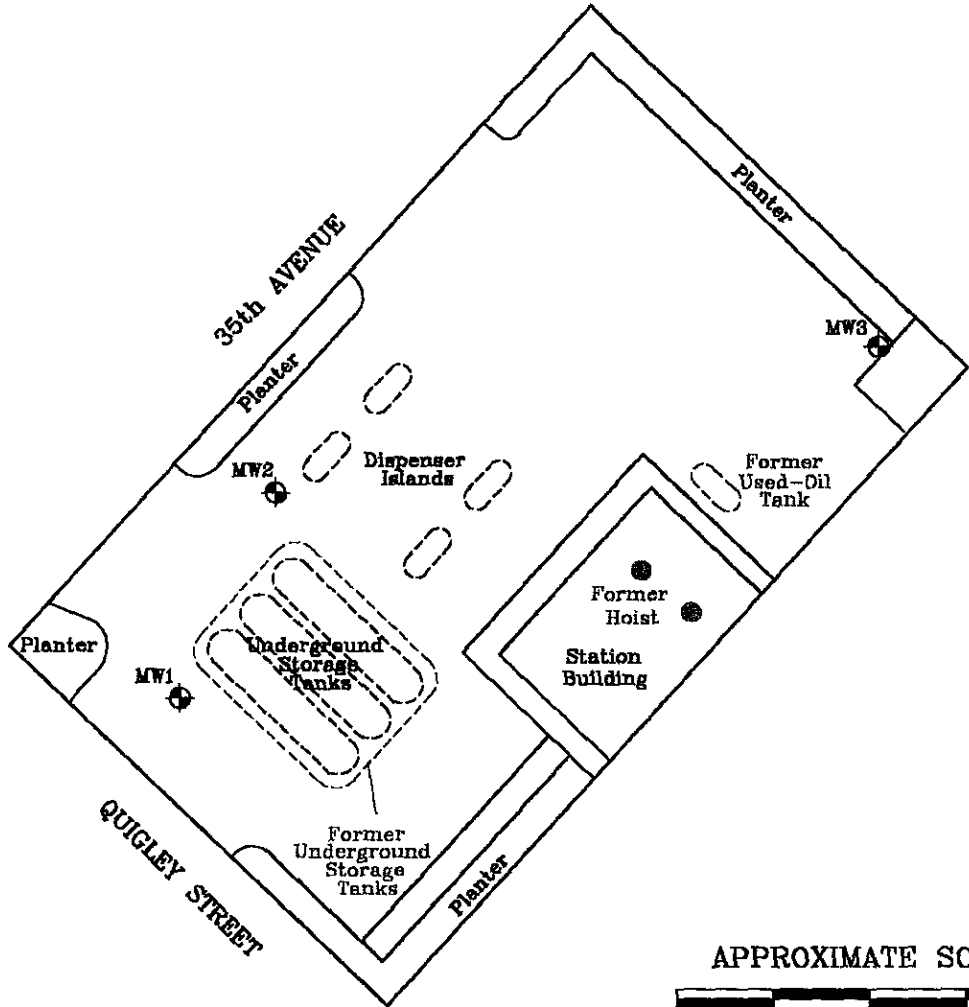 Planter
35th AVENUE
MW3
Planter
MW2
Dispenser
Islands
Former
Used-Oil
Tank
Former
Hoist
Planter
Underground
Storage
Tanks
Station
Building
MW1
QUIGLEY STREET
Former
Underground
Storage
Tanks
Planter
APPROXIMATE